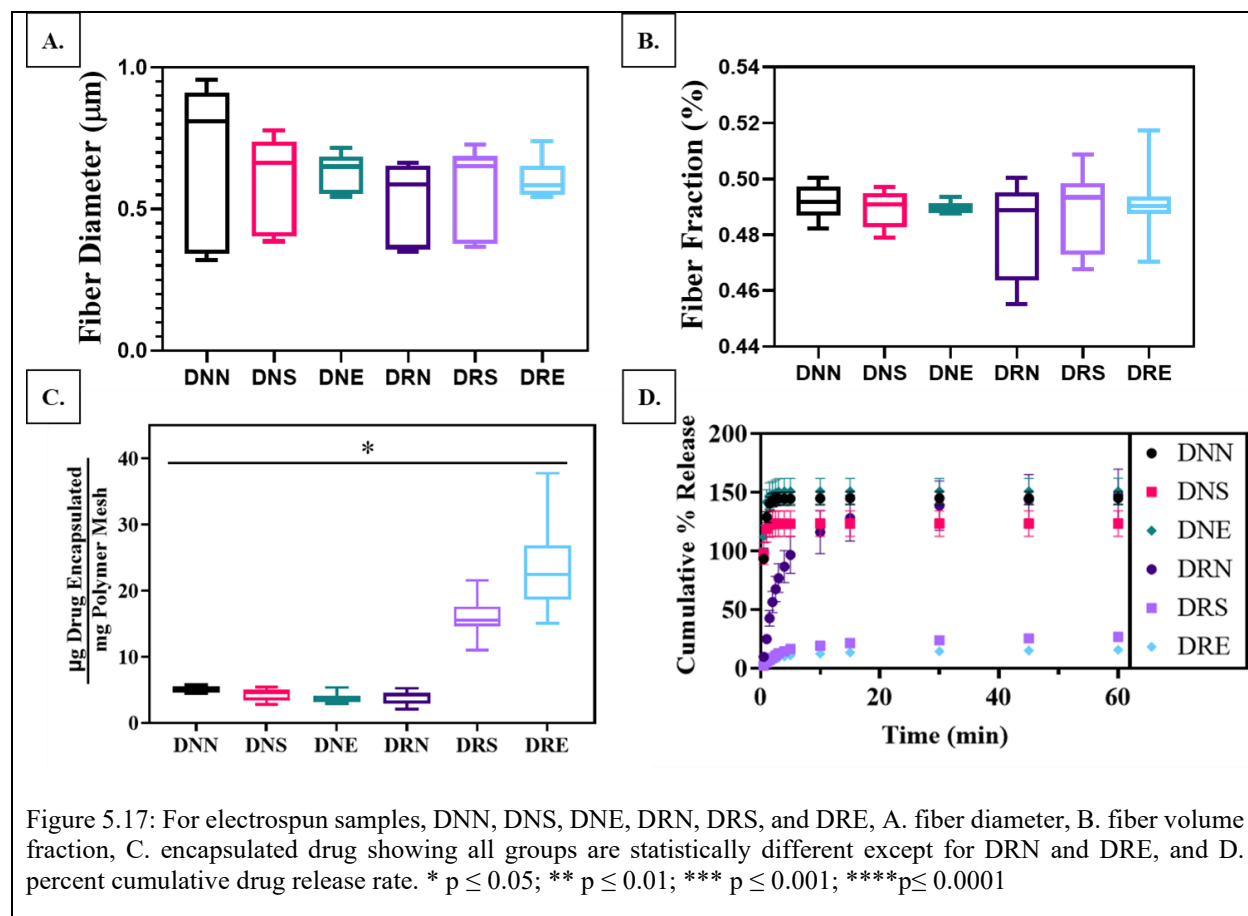 A.
Fiber Diameter (μm)
1.0
0.5
0.0
DNN DNS DNE DRN DRS DRE
B.
Fiber Fraction (%)
0.54
0.52
0.50
0.48
0.46
0.44
DNN DNS DNE DRN DRS DRE
C.
μg Drug Encapsulated
mg Polymer Mesh
*
40
30
20
10
0
DNN DNS DNE DRN DRS DRE
D.
Cumulative % Release
200
150
100
50
0
0 20 40 60
Time (min)
DNN
DNS
DNE
DRN
DRS
DRE
Figure 5.17: For electrospun samples, DNN, DNS, DNE, DRN, DRS, and DRE, A. fiber diameter, B. fiber volume
fraction, C. encapsulated drug showing all groups are statistically different except for DRN and DRE, and D.
percent cumulative drug release rate. * p ≤ 0.05; ** p ≤ 0.01; *** p ≤ 0.001; ****p≤ 0.0001